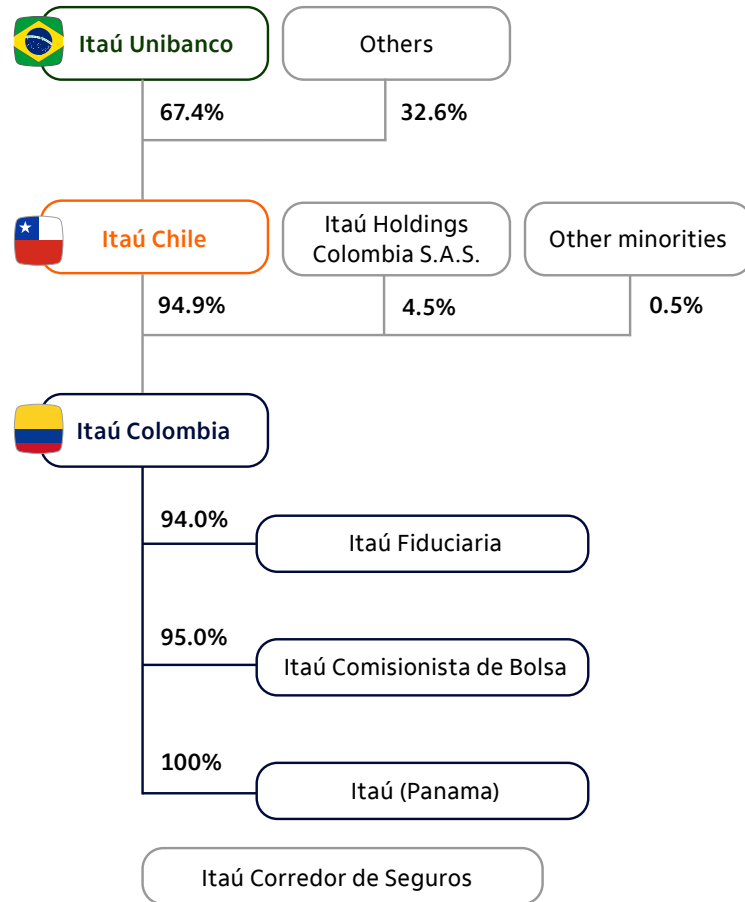 Itaú Unibanco
Others
67.4%
32.6%
Itaú Chile
Itaú Holdings
Colombia S.A.S.
Other minorities
94.9%
4.5%
0.5%
Itaú Colombia
94.0%
Itaú Fiduciaria
95.0%
Itaú Comisionista de Bolsa
100%
Itaú (Panama)
Itaú Corredor de Seguros